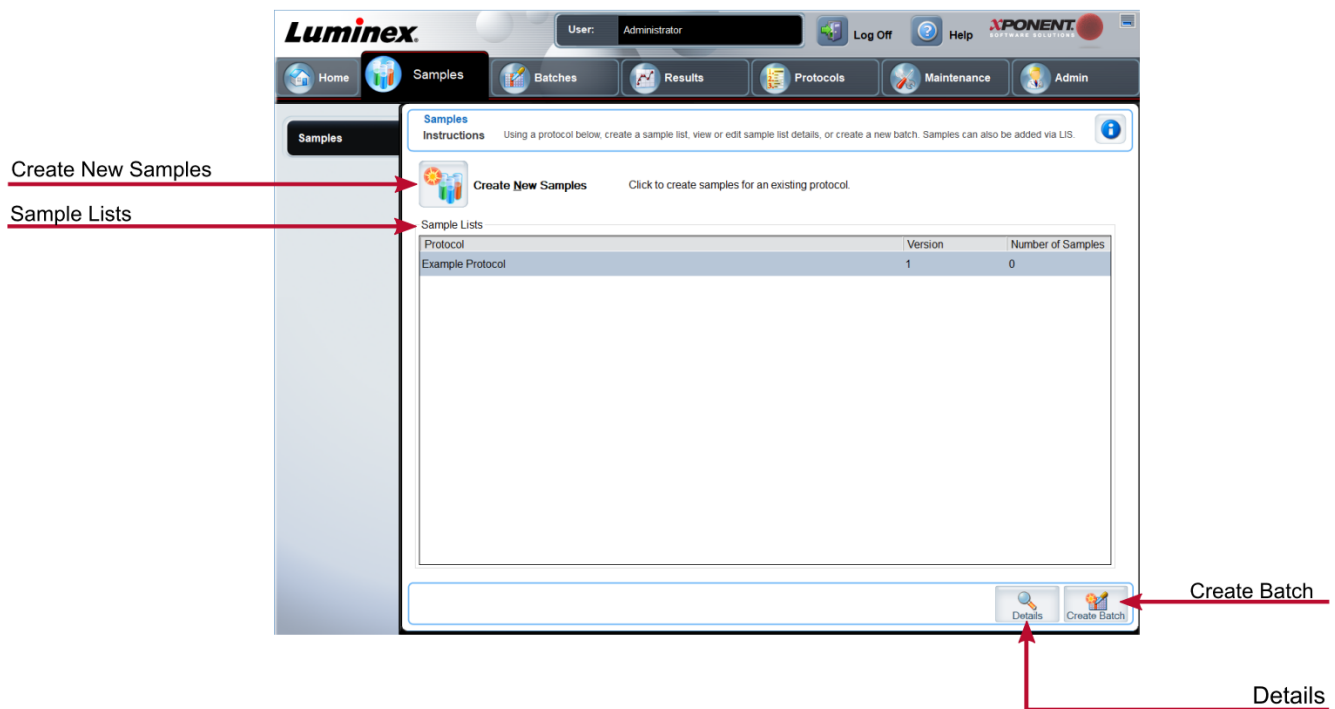 Luminex.
User:
Administrator
Log Off
Help
XPONENT.
SOFTWARE SOLUTIONS
Home
Samples
Batches
Results
Protocols
Maintenance
Admin
Samples
Samples
Instructions Using a protocol below, create a sample list, view or edit sample list details, or create a new batch. Samples can also be added via LIS.
Create New Samples
Create New Samples Click to create samples for an existing protocol.
Sample Lists
Sample Lists
Protocol Version Number of Samples
Example Protocol 1 0
Details
Create Batch
Create Batch
Details